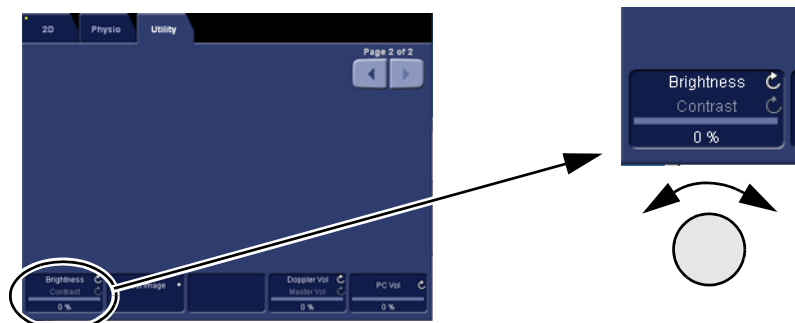 2D Physio Utility
Page 2 of 2
Brightness
Contrast
0 %
Image
Doppler Vol
Master Vol
0 %
PC Vol
0 %
Brightness
Contrast
0 %